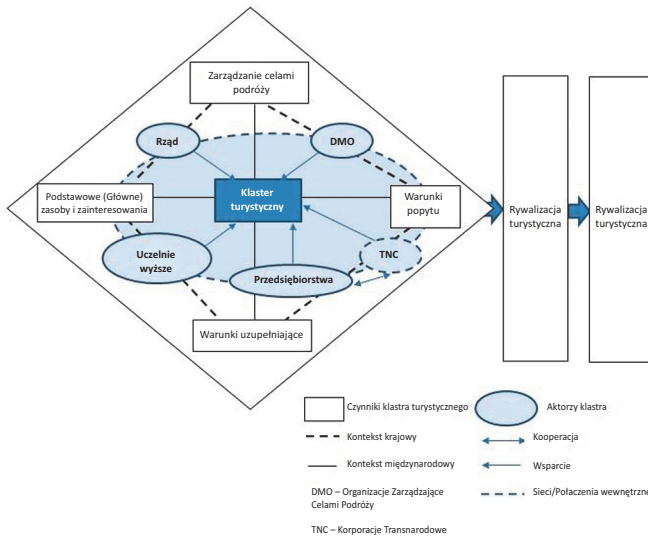 Zarządzanie celami
podróży
Rząd
DMO
Podstawowe (Główne)
zasoby i zainteresowania
Klaster
turystyczny
Warunki
popytu
Rywalizacja
turystyczna
Rywalizacja
turystyczna
Uczelnie
wyższe
TNC
Przedsiębiorstwa
Warunki uzupełniające
Czynniki klastra turystycznego
Aktorzy klastra
Kontekst krajowy
Kooperacja
Kontekst międzynarodowy
Wsparcie
DMO – Organizacje Zarządzające
Celami Podróży
Sieci/Połaczenia wewnętrzne
TNC – Korporacje Transnarodowe